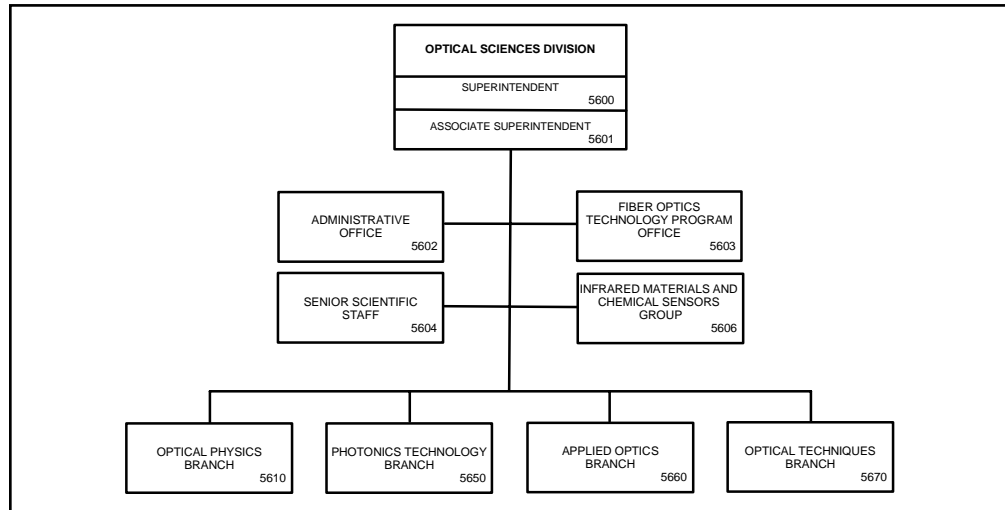 OPTICAL SCIENCES DIVISION
SUPERINTENDENT
5600
ASSOCIATE SUPERINTENDENT
5601
ADMINISTRATIVE
OFFICE
5602
FIBER OPTICS
TECHNOLOGY PROGRAM
OFFICE
5603
SENIOR SCIENTIFIC
STAFF
5604
INFRARED MATERIALS AND
CHEMICAL SENSORS
GROUP
5606
OPTICAL PHYSICS
BRANCH
5610
PHOTONICS TECHNOLOGY
BRANCH
5650
APPLIED OPTICS
BRANCH
5660
OPTICAL TECHNIQUES
BRANCH
5670